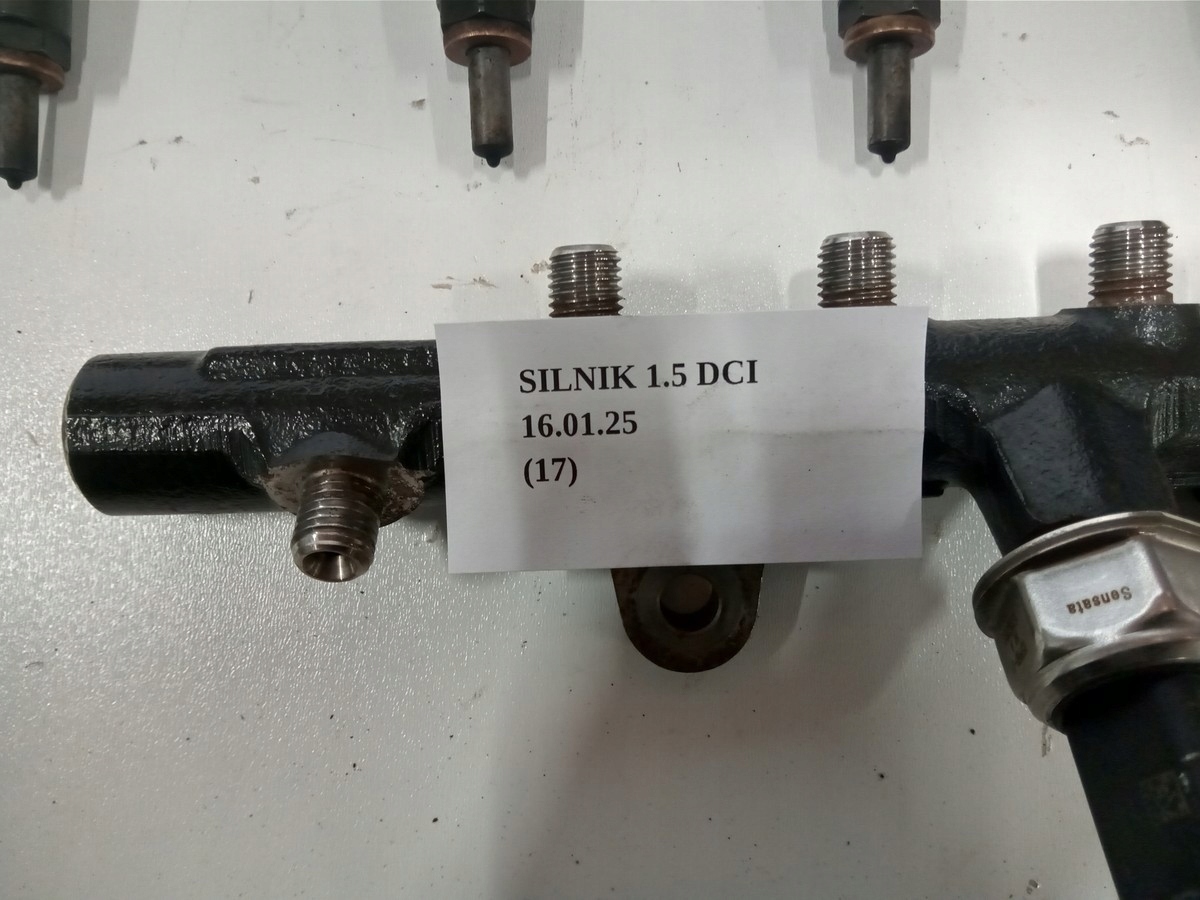 SILNIK 1.5 DCI
16.01.25
(17)
Sensata